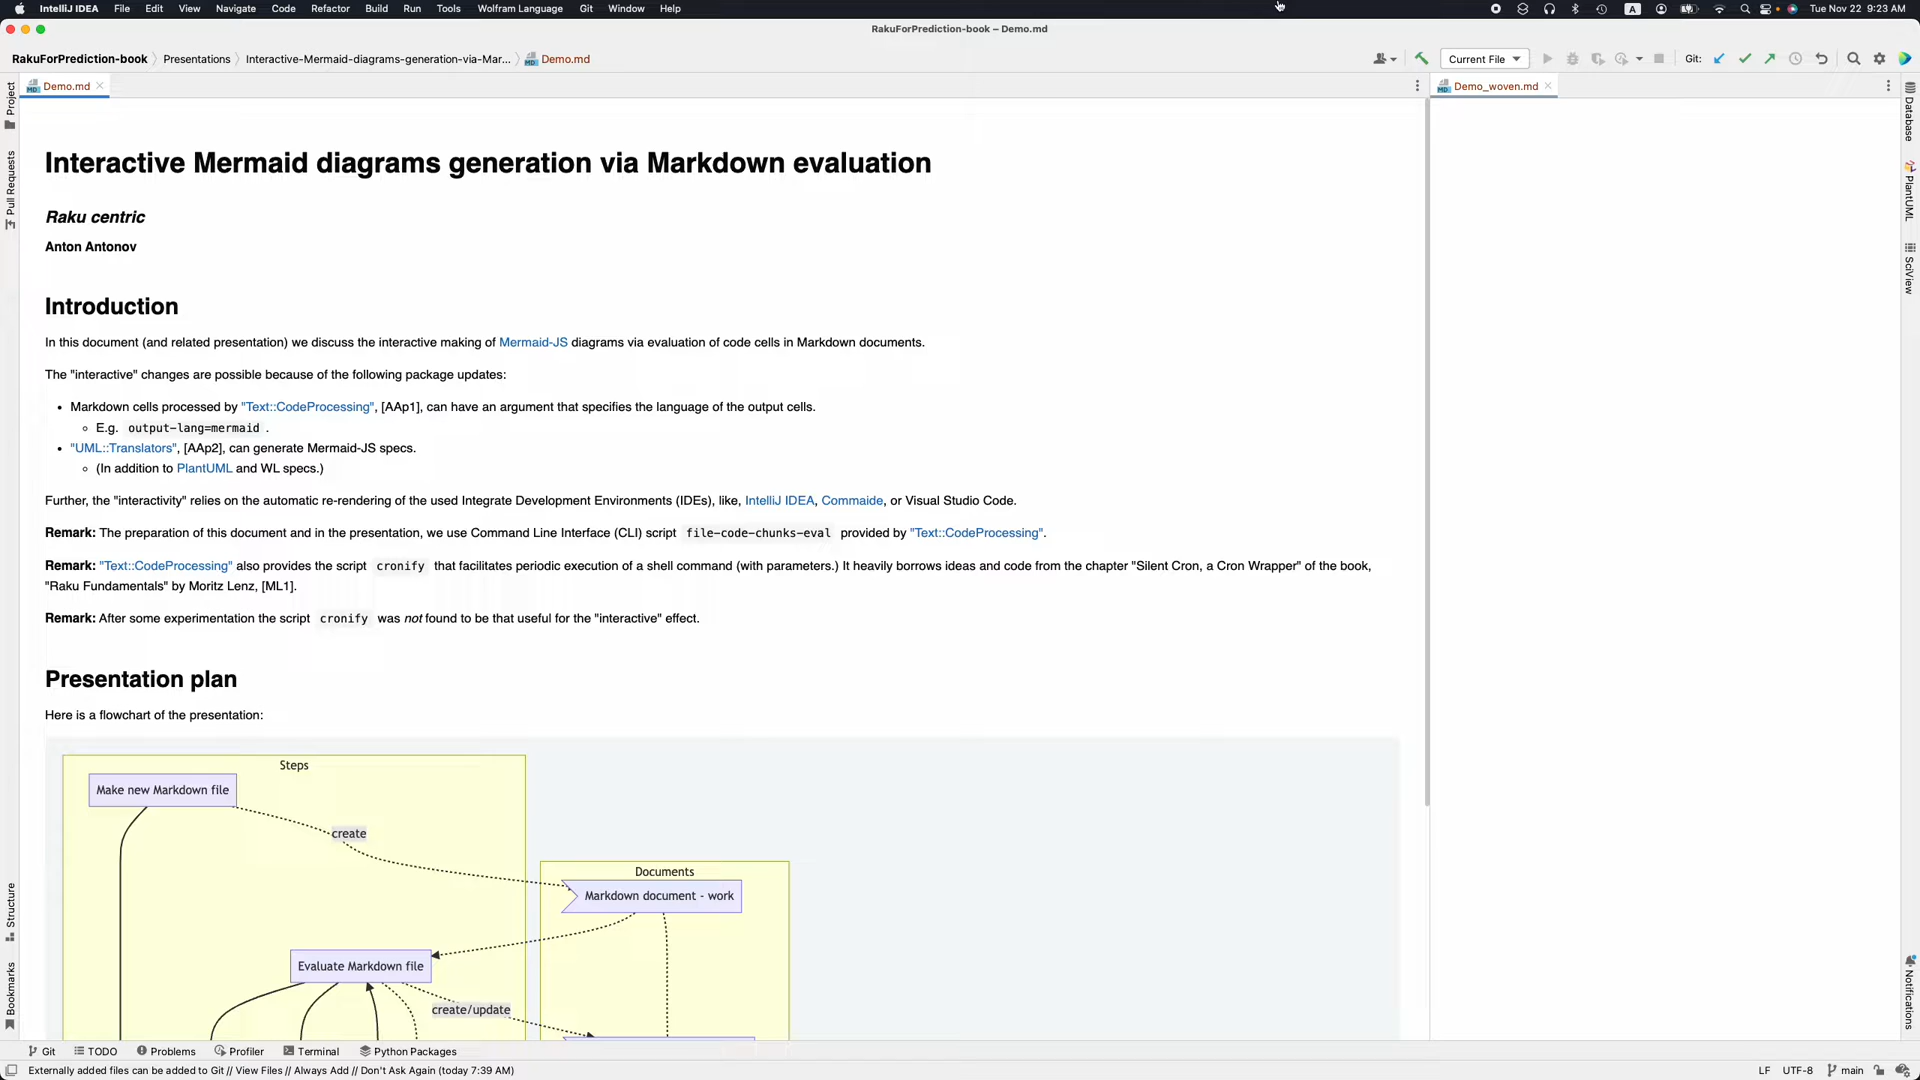 IntelliJ IDEA File Edit View Navigate Code Refactor Build Run Tools Wolfram Language Git Window Help
A
Tue Nov 22 9:23 AM
RakuForPrediction-book – Demo.md
RakuForPrediction-book Presentations Interactive-Mermaid-diagrams-generation-via-Mar... Demo.md
Current File
Git:
Demo.md
Demo_woven.md
Project
Pull Requests
Structure
Bookmarks
Database
PlantUML
SciView
Notifications
Interactive Mermaid diagrams generation via Markdown evaluation
Raku centric
Anton Antonov
Introduction
In this document (and related presentation) we discuss the interactive making of Mermaid-JS diagrams via evaluation of code cells in Markdown documents.
The "interactive" changes are possible because of the following package updates:
• Markdown cells processed by "Text::CodeProcessing", [AAp1], can have an argument that specifies the language of the output cells.
◦ E.g. output-lang=mermaid .
• "UML::Translators", [AAp2], can generate Mermaid-JS specs.
◦ (In addition to PlantUML and WL specs.)
Further, the "interactivity" relies on the automatic re-rendering of the used Integrate Development Environments (IDEs), like, IntelliJ IDEA, Commaide, or Visual Studio Code.
Remark: The preparation of this document and in the presentation, we use Command Line Interface (CLI) script file-code-chunks-eval provided by "Text::CodeProcessing".
Remark: "Text::CodeProcessing" also provides the script cronify that facilitates periodic execution of a shell command (with parameters.) It heavily borrows ideas and code from the chapter "Silent Cron, a Cron Wrapper" of the book,
"Raku Fundamentals" by Moritz Lenz, [ML1].
Remark: After some experimentation the script cronify was not found to be that useful for the "interactive" effect.
Presentation plan
Here is a flowchart of the presentation:
Steps
Make new Markdown file
create
Documents
Markdown document - work
Evaluate Markdown file
create/update
Git TODO Problems Profiler Terminal Python Packages
Externally added files can be added to Git // View Files // Always Add // Don't Ask Again (today 7:39 AM)
LF UTF-8 main